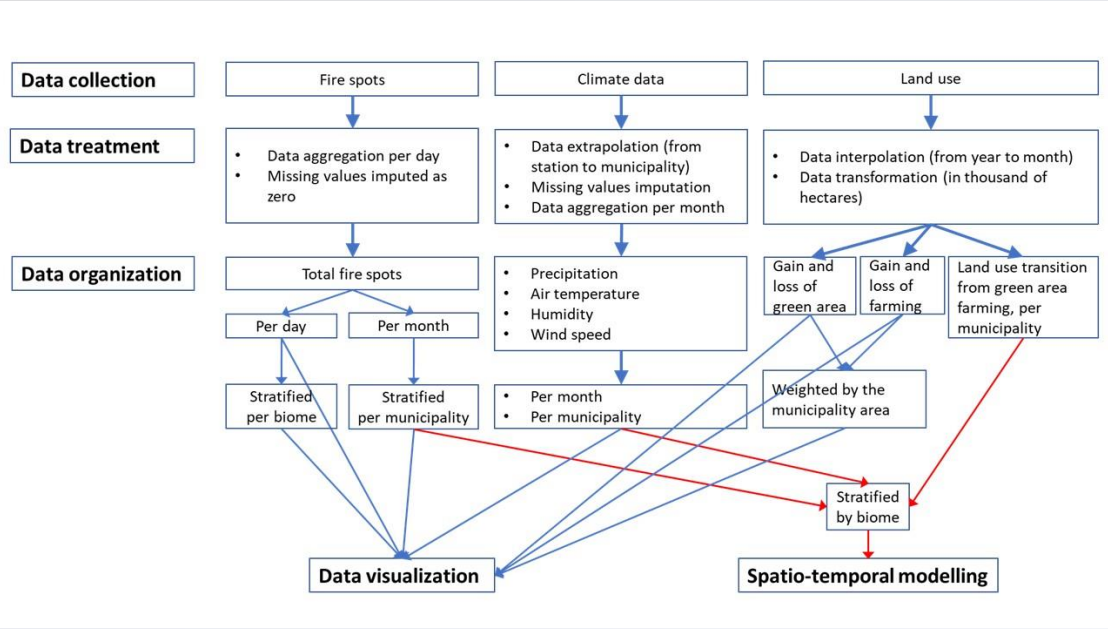 Data collection
Fire spots
Climate data
Land use
Data treatment
• Data aggregation per day
• Missing values imputed as
zero
• Data extrapolation (from
station to municipality)
• Missing values imputation
• Data aggregation per month
• Data interpolation (from year to month)
• Data transformation (in thousand of
hectares)
Data organization
Total fire spots
Per day
Per month
Stratified
per biome
Stratified
per municipality
• Precipitation
• Air temperature
• Humidity
• Wind speed
• Per month
• Per municipality
Gain and
loss of
green area
Gain and
loss of
farming
Land use transition
from green area
farming, per
municipality
Weighted by the
municipality area
Stratified
by biome
Data visualization
Spatio-temporal modelling